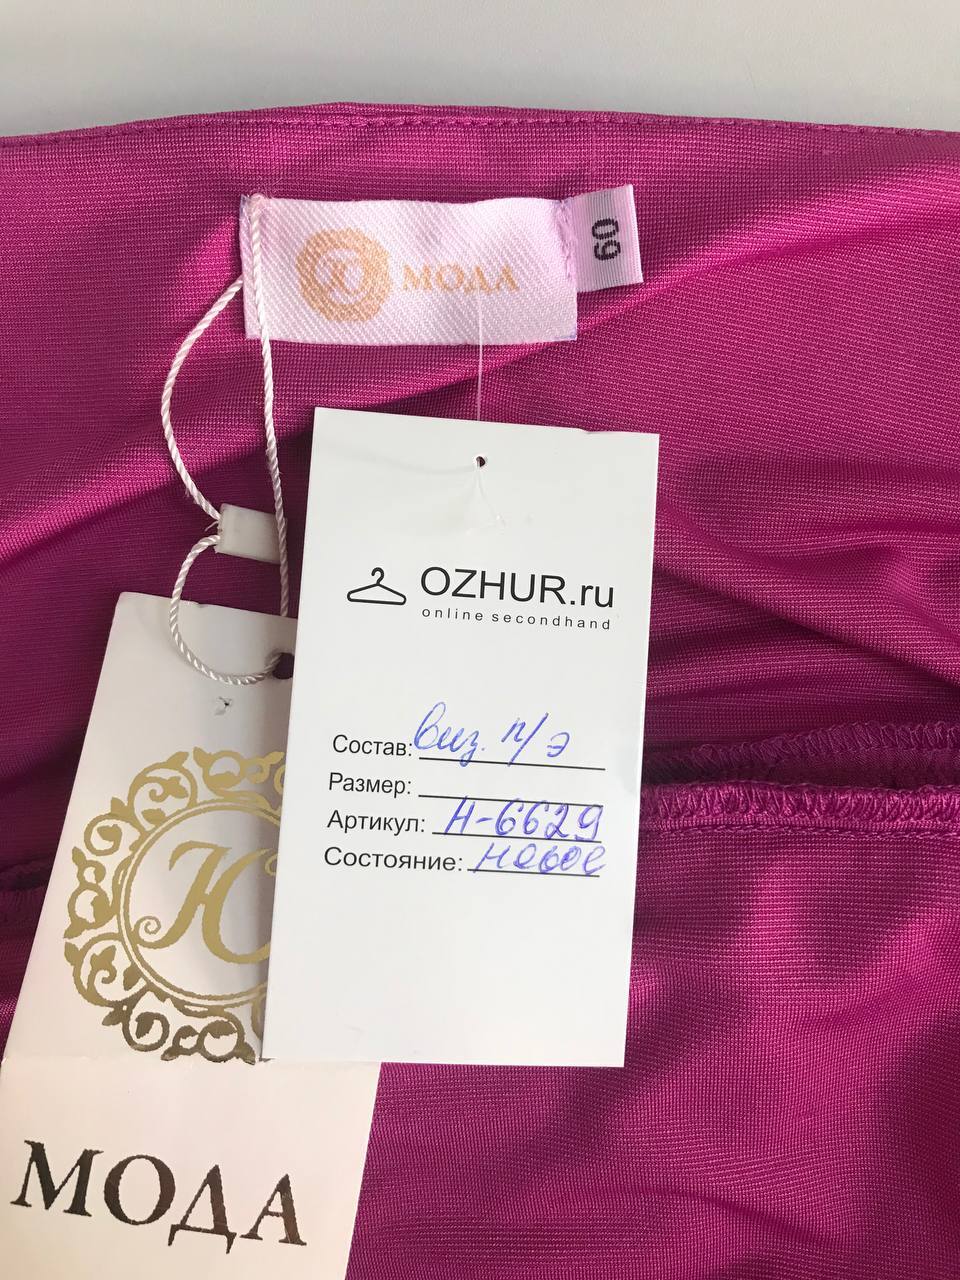 Ю МОДА
60
OZHUR.ru
online secondhand
Состав: Виз. п/э
Размер:
Артикул: Н-6629
Состояние: Новое
Ю
МОДА